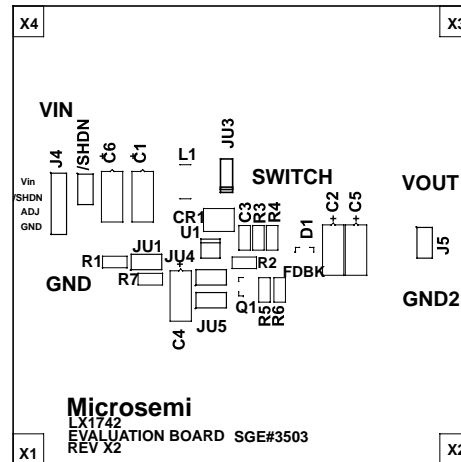 X4
X3
VIN
J4
/SHDN
C6
C1
L1
JU3
SWITCH
C2
C5
VOUT
Vin
/SHDN
ADJ
GND
CR1
C3
R3
R4
D1
U1
J5
R1
JU1
JU4
R2
FDBK
GND
R7
GND2
Q1
R5
R6
C4
JU5
Microsemi
LX1742
EVALUATION BOARD SGE#3503
REV X2
X1
X2